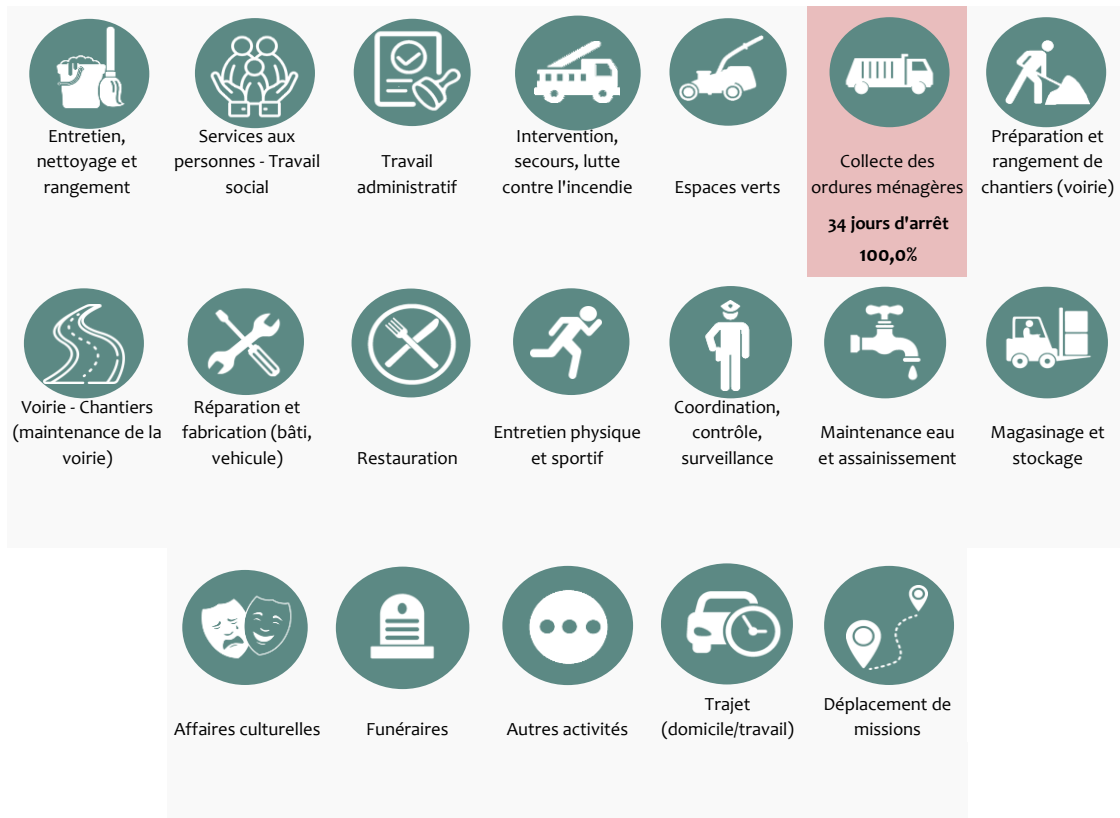 Entretien,
nettoyage et
rangement
Services aux
personnes - Travail
social
Travail
administratif
Intervention,
secours, lutte
contre l'incendie
Espaces verts
Collecte des
ordures ménagères
34 jours d'arrêt
100,0%
Préparation et
rangement de
chantiers (voirie)
Voirie - Chantiers
(maintenance de la
voirie)
Réparation et
fabrication (bâti,
vehicule)
Restauration
Entretien physique
et sportif
Coordination,
contrôle,
surveillance
Maintenance eau
et assainissement
Magasinage et
stockage
Affaires culturelles
Funéraires
Autres activités
Trajet
(domicile/travail)
Déplacement de
missions